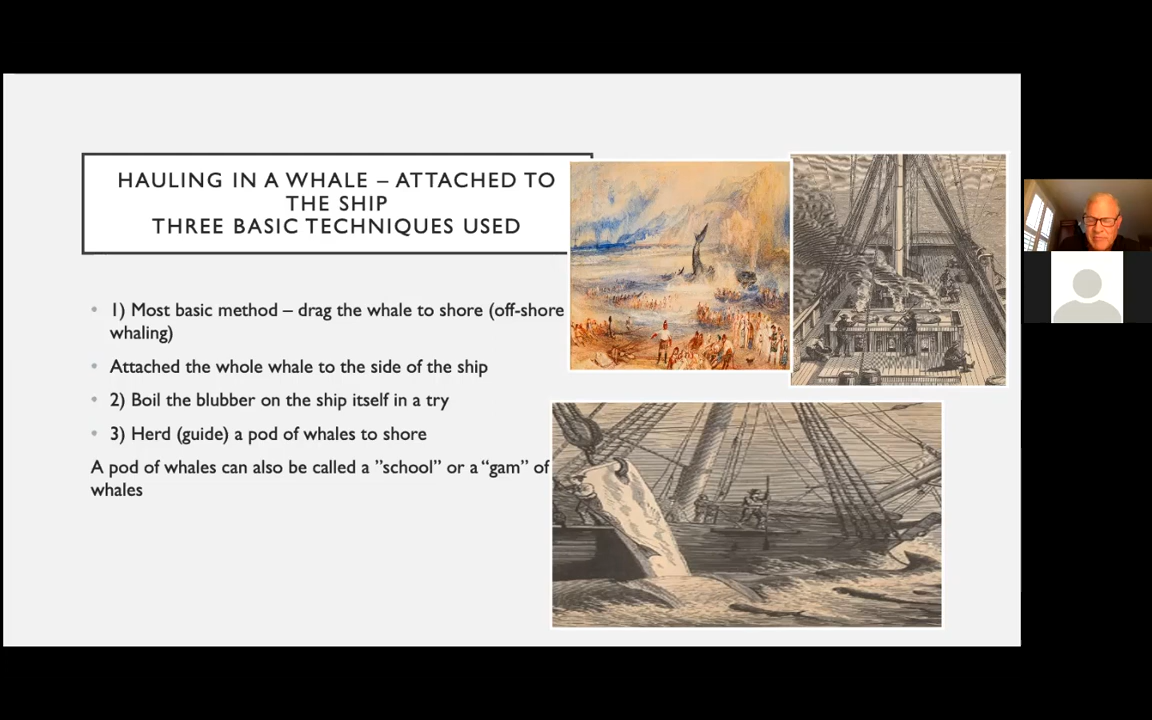 HAULING IN A WHALE – ATTACHED TO
THE SHIP
THREE BASIC TECHNIQUES USED
• 1) Most basic method – drag the whale to shore (off-shore
whaling)
• Attached the whole whale to the side of the ship
• 2) Boil the blubber on the ship itself in a try
• 3) Herd (guide) a pod of whales to shore
A pod of whales can also be called a ”school” or a “gam” of
whales